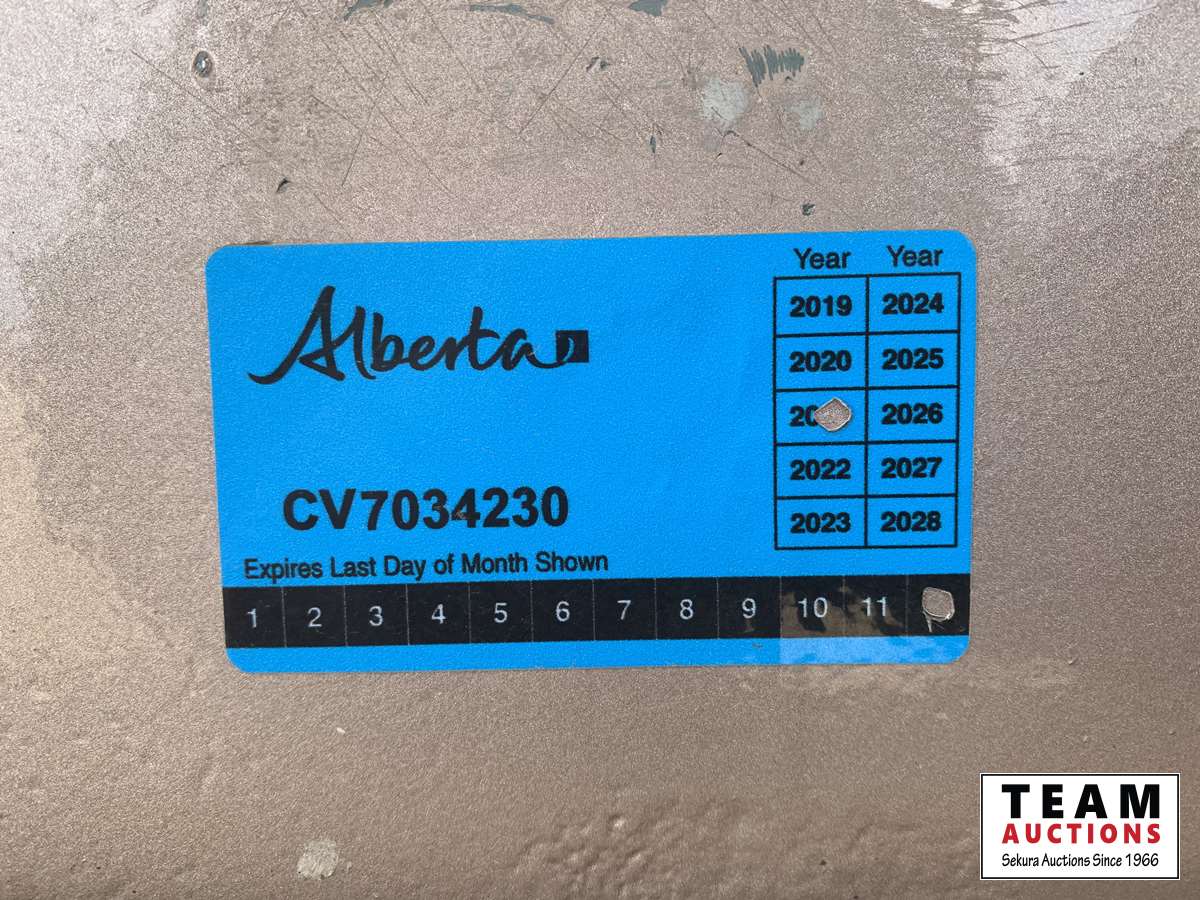 Alberta
Year Year
2019 2024
2020 2025
20 2026
2022 2027
2023 2028
CV7034230
Expires Last Day of Month Shown
1 2 3 4 5 6 7 8 9 10 11
TEAM
AUCTIONS
Sekura Auctions Since 1966